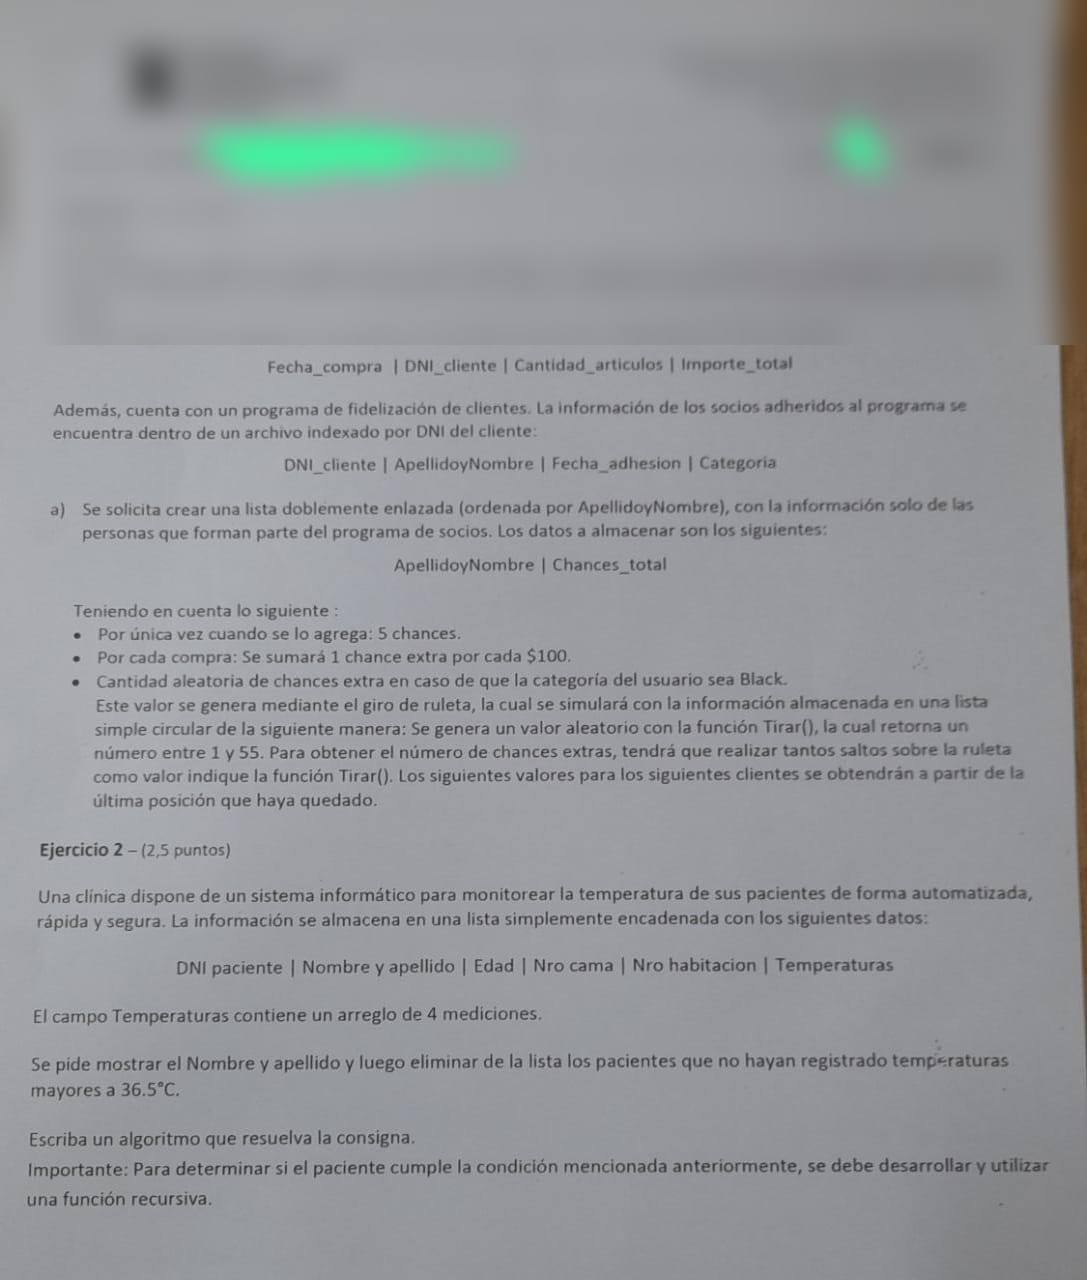 Fecha_compra | DNI_cliente | Cantidad_articulos | Importe_total
Además, cuenta con un programa de fidelización de clientes. La información de los socios adheridos al programa se
encuentra dentro de un archivo indexado por DNI del cliente:
DNI_cliente | ApellidoyNombre | Fecha_adhesion | Categoria
a) Se solicita crear una lista doblemente enlazada (ordenada por ApellidoyNombre), con la información solo de las
personas que forman parte del programa de socios. Los datos a almacenar son los siguientes:
ApellidoyNombre | Chances_total
Teniendo en cuenta lo siguiente :
• Por única vez cuando se lo agrega: 5 chances.
• Por cada compra: Se sumará 1 chance extra por cada $100.
• Cantidad aleatoria de chances extra en caso de que la categoría del usuario sea Black.
Este valor se genera mediante el giro de ruleta, la cual se simulará con la información almacenada en una lista
simple circular de la siguiente manera: Se genera un valor aleatorio con la función Tirar(), la cual retorna un
número entre 1 y 55. Para obtener el número de chances extras, tendrá que realizar tantos saltos sobre la ruleta
como valor indique la función Tirar(). Los siguientes valores para los siguientes clientes se obtendrán a partir de la
última posición que haya quedado.
Ejercicio 2 – (2,5 puntos)
Una clínica dispone de un sistema informático para monitorear la temperatura de sus pacientes de forma automatizada,
rápida y segura. La información se almacena en una lista simplemente encadenada con los siguientes datos:
DNI paciente | Nombre y apellido | Edad | Nro cama | Nro habitacion | Temperaturas
El campo Temperaturas contiene un arreglo de 4 mediciones.
Se pide mostrar el Nombre y apellido y luego eliminar de la lista los pacientes que no hayan registrado temperaturas
mayores a 36.5°C.
Escriba un algoritmo que resuelva la consigna.
Importante: Para determinar si el paciente cumple la condición mencionada anteriormente, se debe desarrollar y utilizar
una función recursiva.